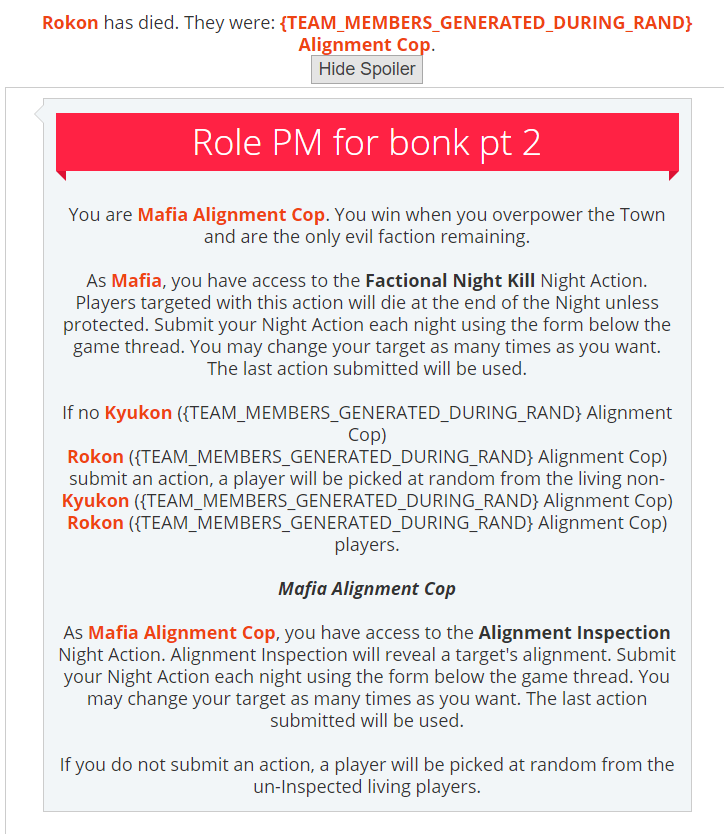 Rokon has died. They were: {TEAM_MEMBERS_GENERATED_DURING_RAND}
Alignment Cop.
Hide Spoiler
Role PM for bonk pt 2
You are Mafia Alignment Cop. You win when you overpower the Town
and are the only evil faction remaining.
As Mafia, you have access to the Factional Night Kill Night Action.
Players targeted with this action will die at the end of the Night unless
protected. Submit your Night Action each night using the form below the
game thread. You may change your target as many times as you want.
The last action submitted will be used.
If no Kyukon ({TEAM_MEMBERS_GENERATED_DURING_RAND} Alignment
Cop)
Rokon ({TEAM_MEMBERS_GENERATED_DURING_RAND} Alignment Cop)
submit an action, a player will be picked at random from the living non-
Kyukon ({TEAM_MEMBERS_GENERATED_DURING_RAND} Alignment Cop)
Rokon ({TEAM_MEMBERS_GENERATED_DURING_RAND} Alignment Cop)
players.
Mafia Alignment Cop
As Mafia Alignment Cop, you have access to the Alignment Inspection
Night Action. Alignment Inspection will reveal a target's alignment. Submit
your Night Action each night using the form below the game thread. You
may change your target as many times as you want. The last action
submitted will be used.
If you do not submit an action, a player will be picked at random from the
un-Inspected living players.